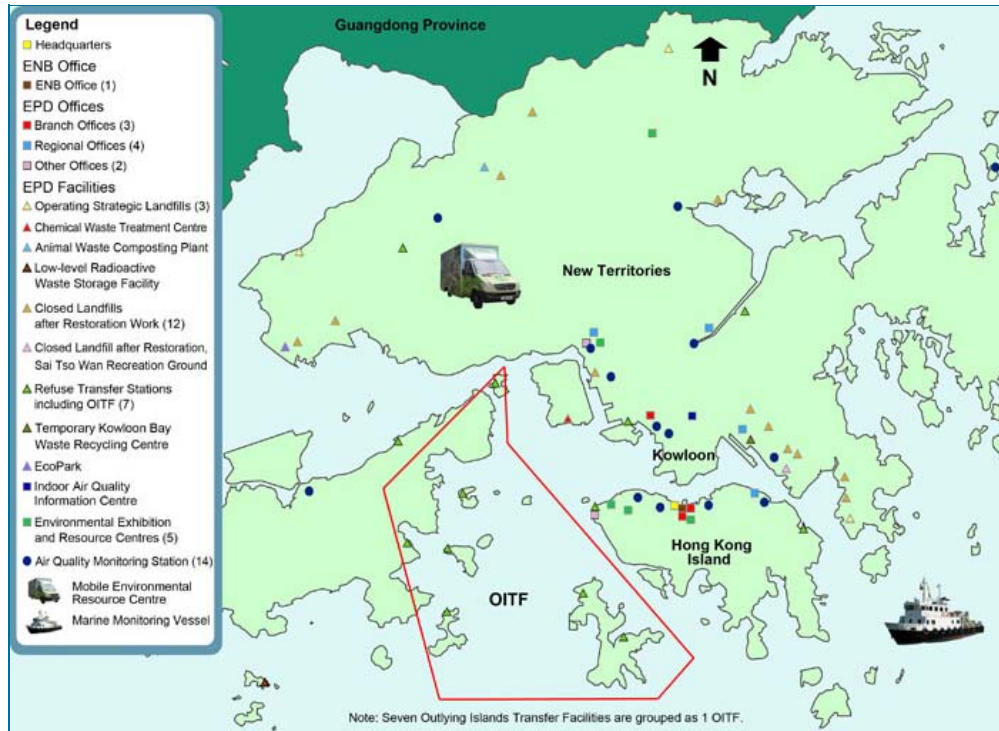 Legend
Headquarters
ENB Office
ENB Office (1)
EPD Offices
Branch Offices (3)
Regional Offices (4)
Other Offices (2)
EPD Facilities
Operating Strategic Landfills (3)
Chemical Waste Treatment Centre
Animal Waste Composting Plant
Low-level Radioactive
Waste Storage Facility
Closed Landfills
after Restoration Work (12)
Closed Landfill after Restoration,
Sai Tso Wan Recreation Ground
Refuse Transfer Stations
including OITF (7)
Temporary Kowloon Bay
Waste Recycling Centre
EcoPark
Indoor Air Quality
Information Centre
Environmental Exhibition
and Resource Centres (5)
Air Quality Monitoring Station (14)
Mobile Environmental
Resource Centre
Marine Monitoring Vessel
Guangdong Province
N
New Territories
Kowloon
Hong Kong
Island
OITF
Note: Seven Outlying Islands Transfer Facilities are grouped as 1 OITF.